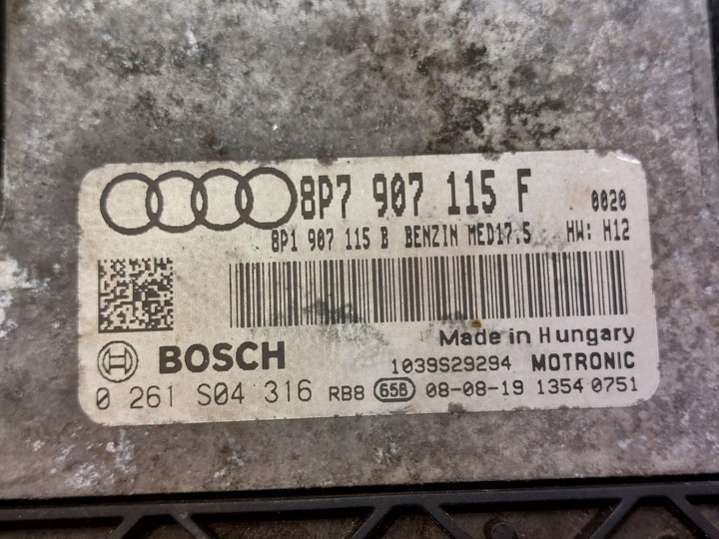 8P7 907 115 F 0020
8P1 907 115 B BENZIN MED17.5 HW: H12
Made in Hungary
BOSCH 1039S29294 MOTRONIC
0 261 S04 316 RB8 65B 08-08-19 1354 0751